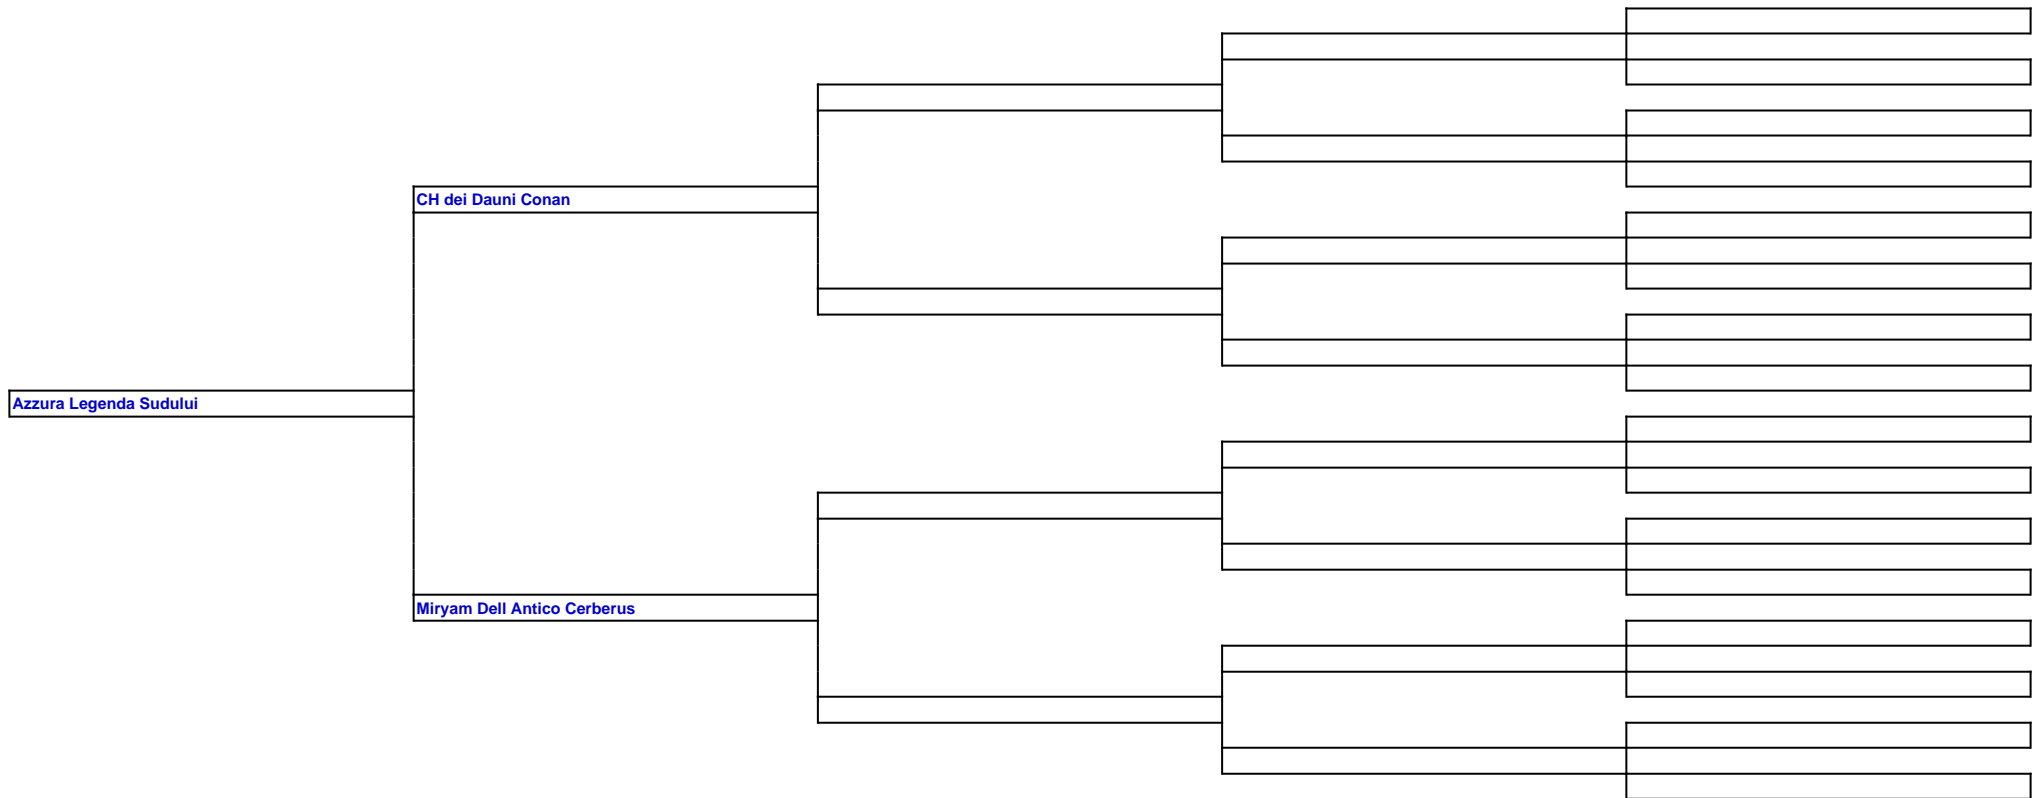 CH dei Dauni Conan
Azzura Legenda Sudului
Miryam Dell Antico Cerberus